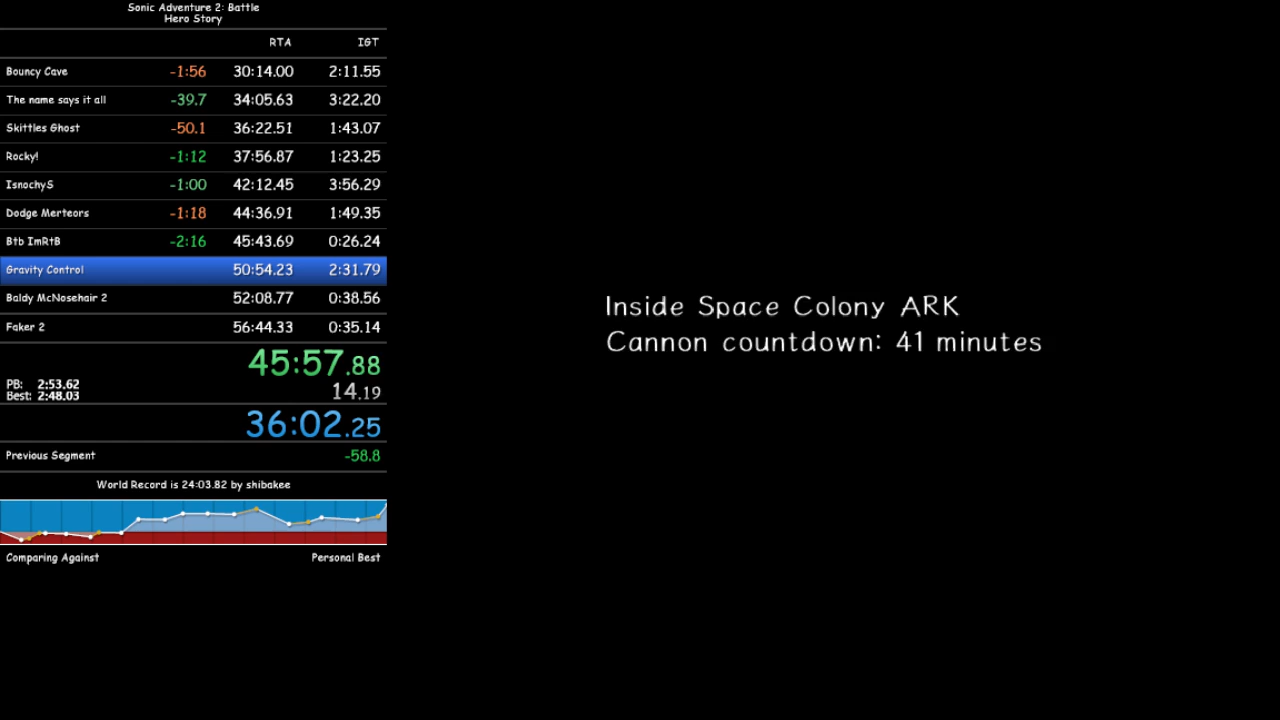 Sonic Adventure 2: Battle
Hero Story
RTA IGT
Bouncy Cave -1:56 30:14.00 2:11.55
The name says it all -39.7 34:05.63 3:22.20
Skittles Ghost -50.1 36:22.51 1:43.07
Rocky! -1:12 37:56.87 1:23.25
IsnochyS -1:00 42:12.45 3:56.29
Dodge Merteors -1:18 44:36.91 1:49.35
Btb ImRtB -2:16 45:43.69 0:26.24
Gravity Control 50:54.23 2:31.79
Baldy McNosehair 2 52:08.77 0:38.56
Faker 2 56:44.33 0:35.14
45:57.88
PB: 2:53.62
Best: 2:48.03
14.19
36:02.25
Previous Segment -58.8
World Record is 24:03.82 by shibakee
Comparing Against Personal Best
Inside Space Colony ARK
Cannon countdown: 41 minutes